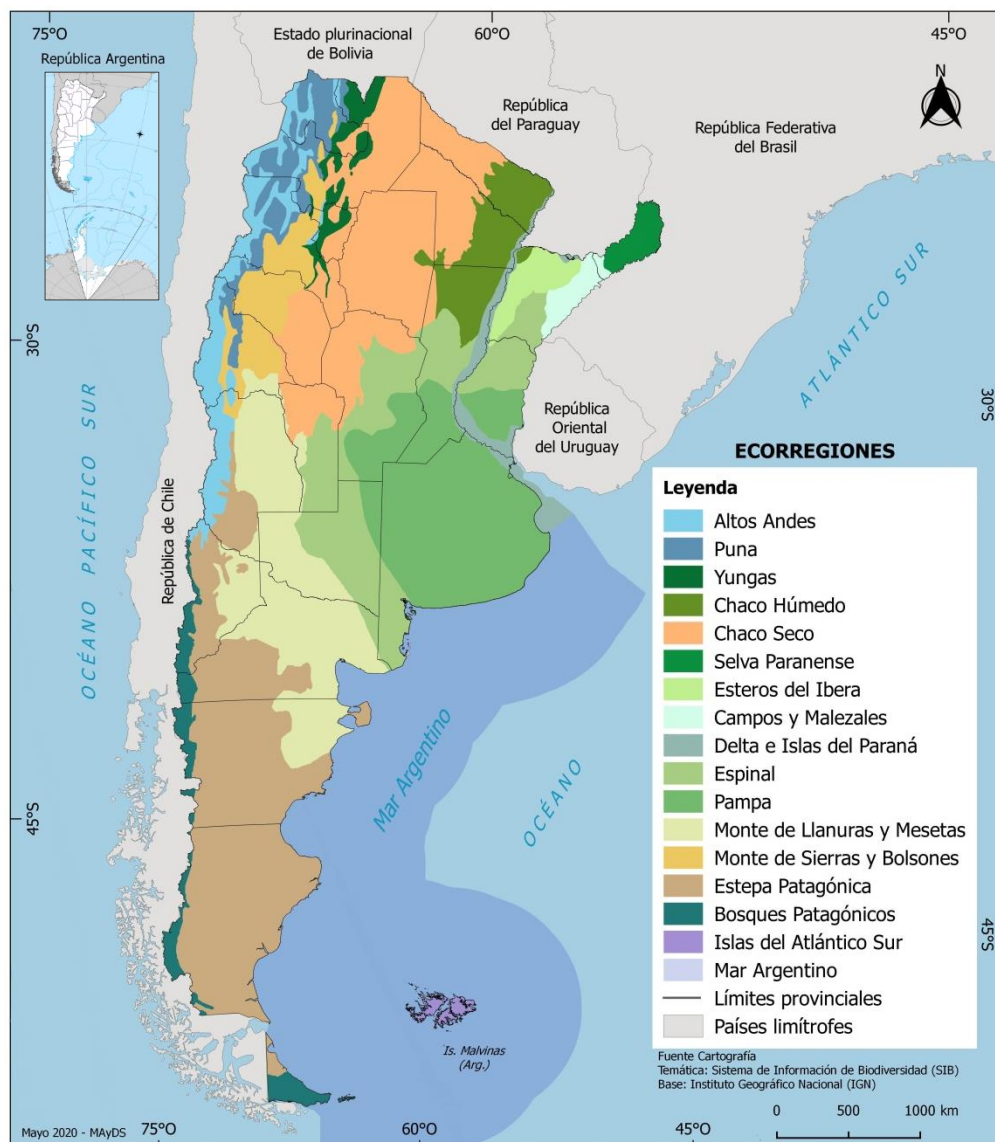 75°O
60°O
45°O
República Argentina
Estado plurinacional
de Bolivia
República
del Paraguay
República Federativa
del Brasil
N
30°S
OCÉANO PACÍFICO SUR
República de Chile
República
Oriental
del Uruguay
ATLÁNTICO SUR
30°S
Mar Argentino
OCÉANO
45°S
45°S
Is. Malvinas
(Arg.)
ECORREGIONES
Leyenda
Altos Andes
Puna
Yungas
Chaco Húmedo
Chaco Seco
Selva Paranense
Esteros del Ibera
Campos y Malezales
Delta e Islas del Paraná
Espinal
Pampa
Monte de Llanuras y Mesetas
Monte de Sierras y Bolsones
Estepa Patagónica
Bosques Patagónicos
Islas del Atlántico Sur
Mar Argentino
Límites provinciales
Países limítrofes
Fuente Cartografía
Temática: Sistema de Información de Biodiversidad (SIB)
Base: Instituto Geográfico Nacional (IGN)
0 500 1000 km
Mayo 2020 - MAyDS
75°O
60°O
45°O